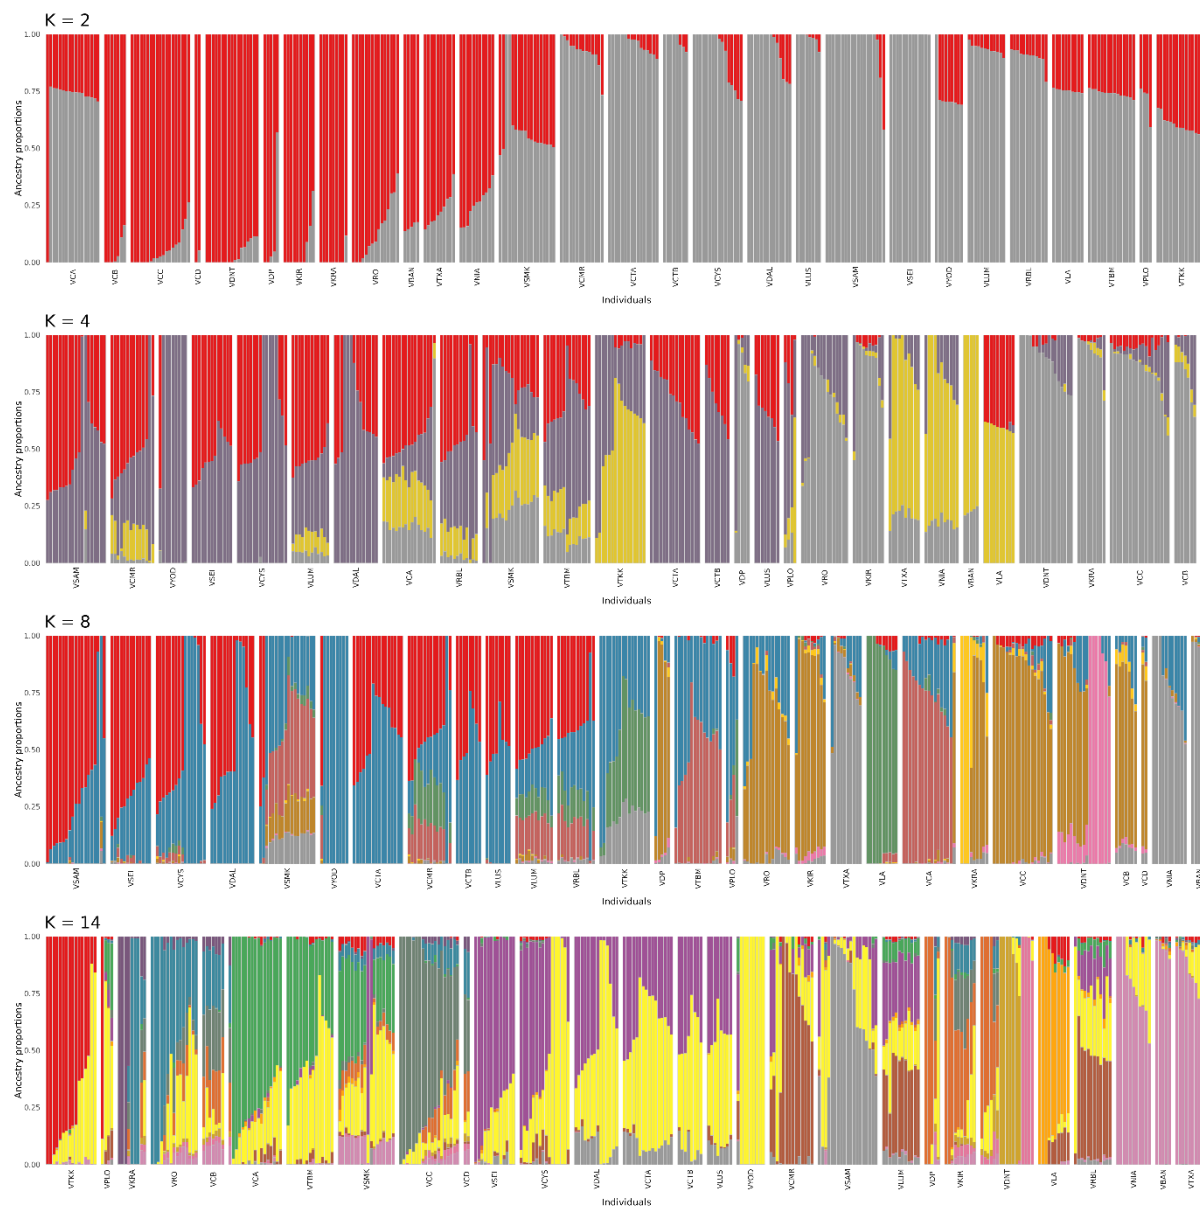 K = 2
Ancestry proportions
1.00
0.75
0.50
0.25
0.00
VCA VCB VCC VCD VDNT VDP VKIR VKRA VRO VBAN VTXA VNIA VSMK VCMR VCTA VCTB VCYS VDAL VLUS VSAM VSEI VYOD VLUM VRBL VLA VTBM VPLO VTKK
Individuals
K = 4
Ancestry proportions
1.00
0.75
0.50
0.25
0.00
VSAM VCMR VYOD VSEI VCYS VLUM VDAL VCA VRBL VSMK VTBM VTKK VCTA VCTB VDP VLUS VPLO VRO VKIR VTXA VNIA VBAN VLA VDNT VKRA VCC VCB
Individuals
K = 8
Ancestry proportions
1.00
0.75
0.50
0.25
0.00
VSAM VSEI VCYS VDAL VSMK VYOD VCTA VCMR VCTB VLUS VLUM VRBL VTKK VDP VTBM VPLO VRO VKIR VTXA VLA VCA VKRA VCC VDNT VCB VCD VNIA VBAN
Individuals
K = 14
Ancestry proportions
1.00
0.75
0.50
0.25
0.00
VTKK VPLO VKRA VRO VCB VCA VTBM VSMK VCC VCD VSEI VCYS VDAL VCTA VCTB VLUS VYOD VCMR VSAM VLUM VDP VKIR VDNT VLA VRBL VNIA VBAN VTXA
Individuals